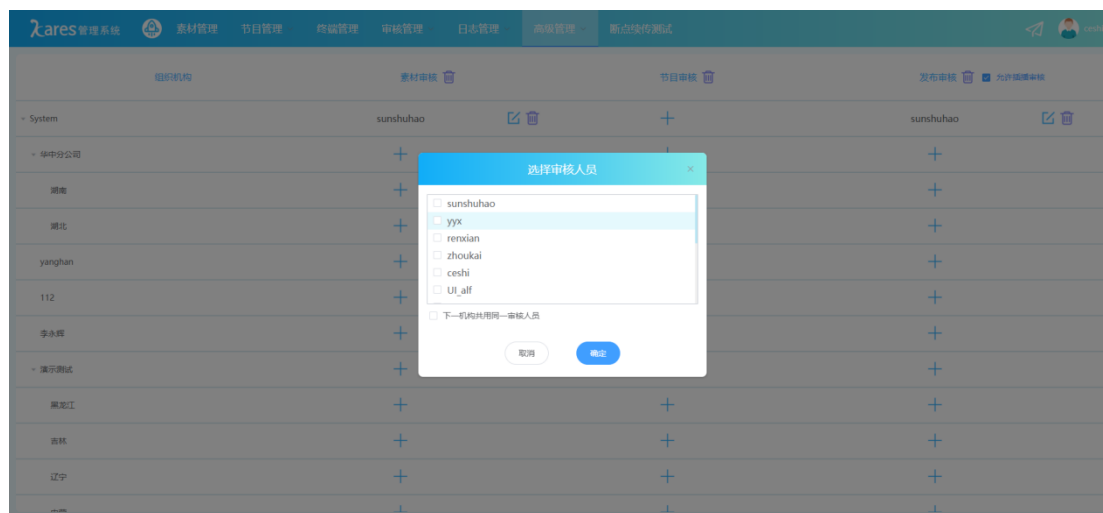 kares管理系统 素材管理 节目管理 终端管理 审核管理 日志管理 高级管理 断点续传测试
组织机构 素材审核 节目审核 发布审核 允许插播审核
System sunshuhao sunshuhao
华中分公司
选择审核人员
湖南
sunshuhao
湖北
yyx
renxian
yanghan
zhoukai
ceshi
112
UI_alf
下一机构共用同一审核人员
李永辉
取消 确定
演示测试
黑龙江
吉林
辽宁